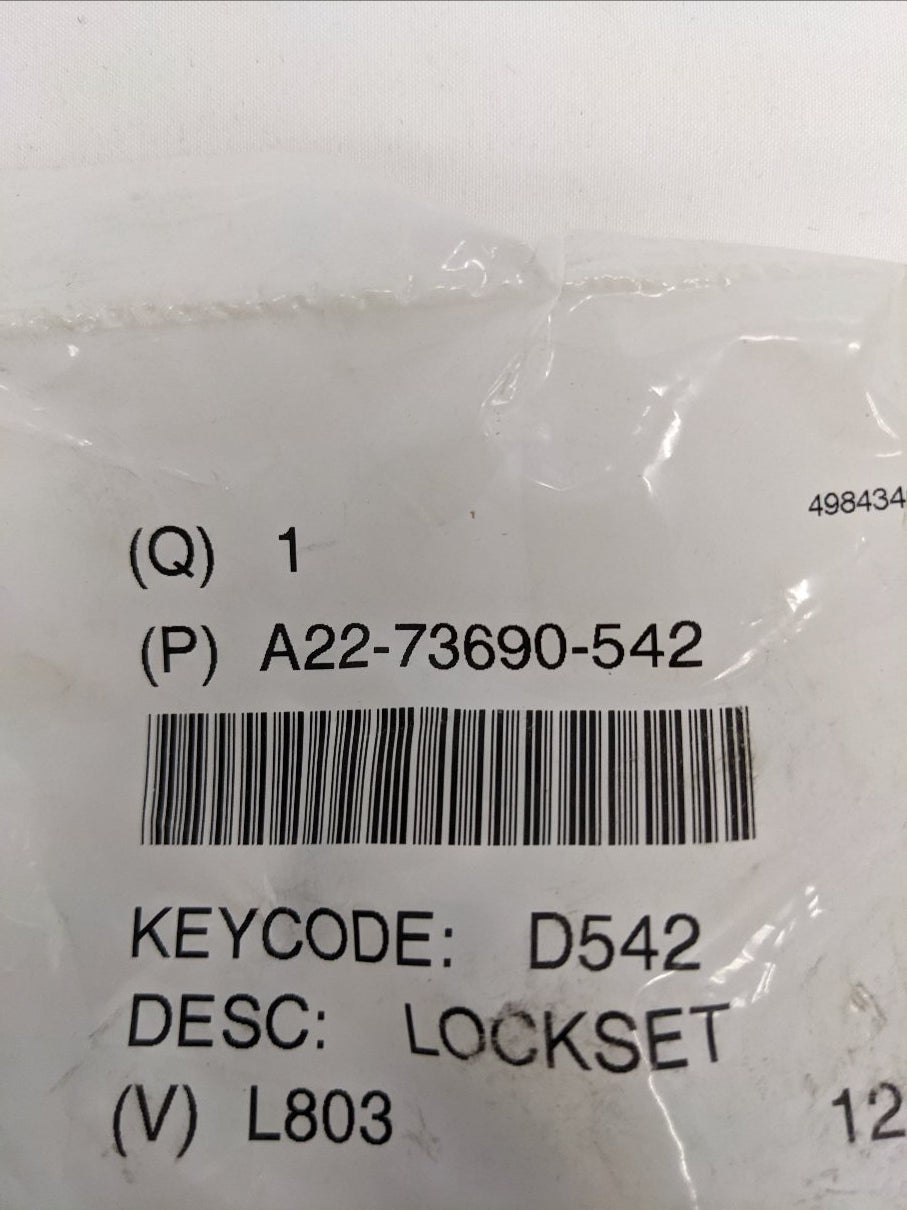 498434
(Q) 1
(P) A22-73690-542
KEYCODE: D542
DESC: LOCKSET
(V) L803 12